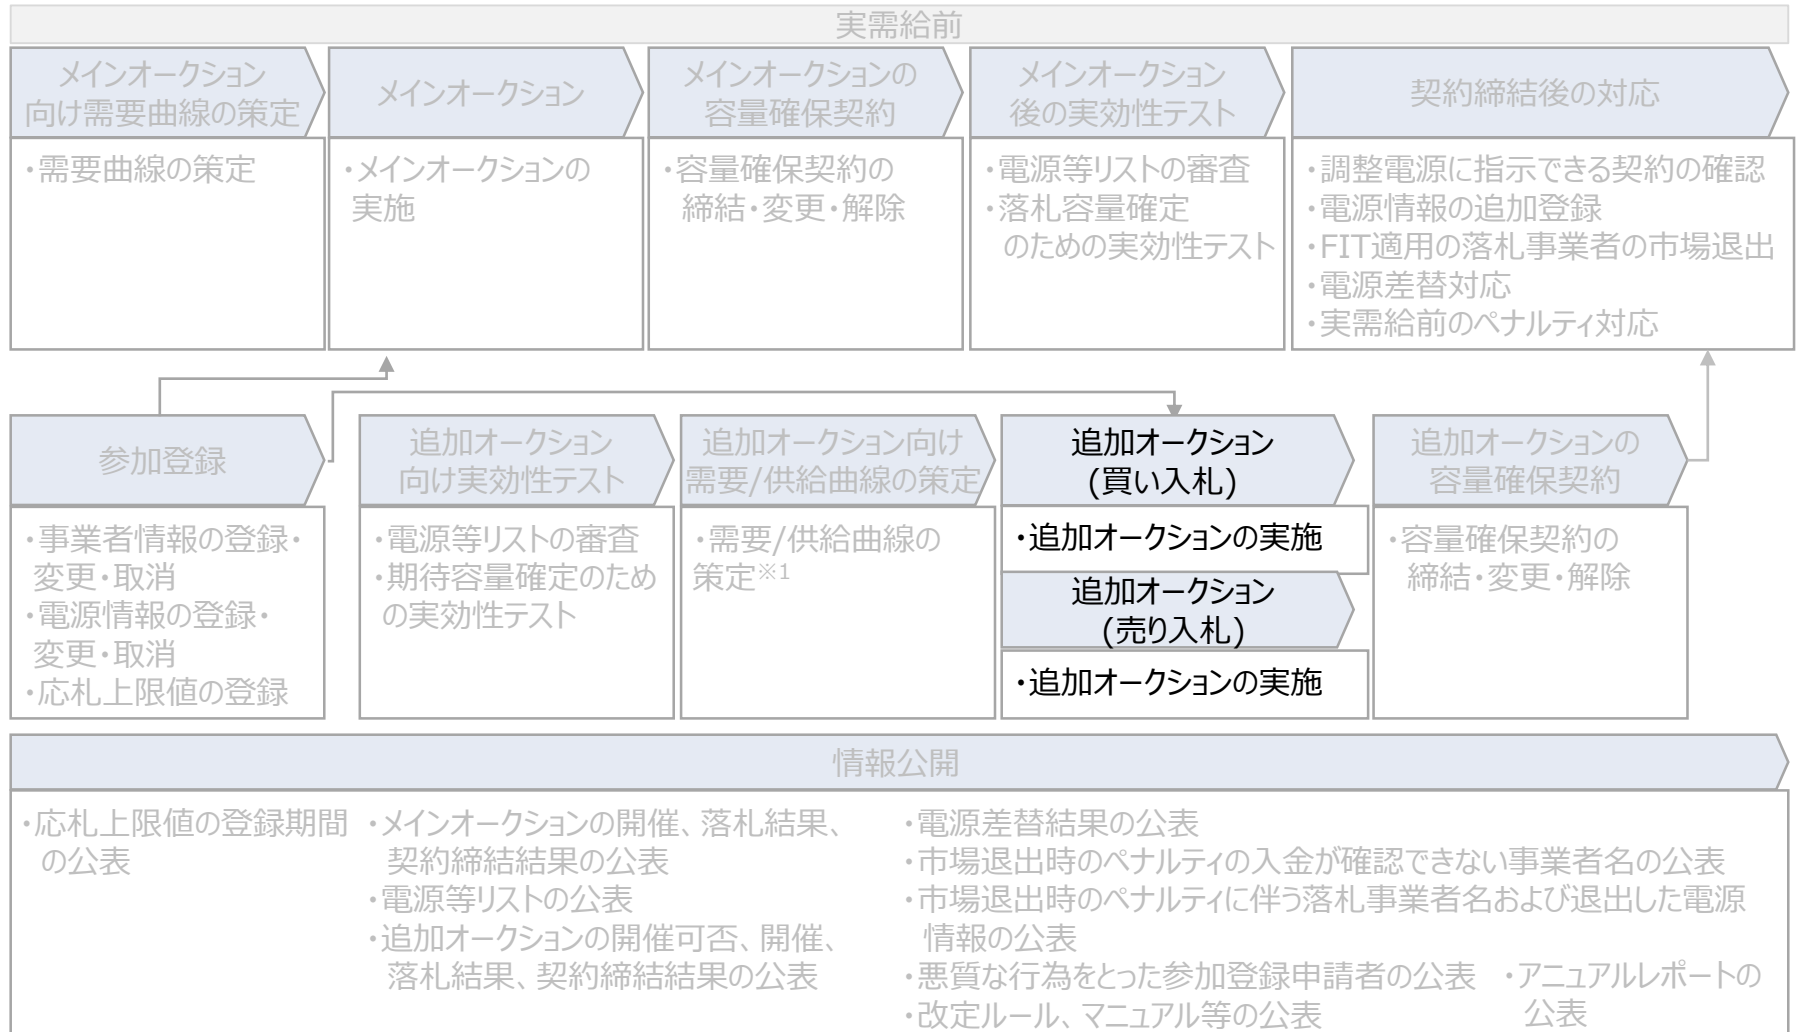 実需給前
メインオークション
向け需要曲線の策定
メインオークション
メインオークションの
容量確保契約
メインオークション
後の実効性テスト
契約締結後の対応
・需要曲線の策定
・メインオークションの
実施
・容量確保契約の
締結・変更・解除
・電源等リストの審査
・落札容量確定
のための実効性テスト
・調整電源に指示できる契約の確認
・電源情報の追加登録
・FIT適用の落札事業者の市場退出
・電源差替対応
・実需給前のペナルティ対応
参加登録
追加オークション
向け実効性テスト
追加オークション向け
需要/供給曲線の策定
追加オークション
(買い入札)
追加オークションの
容量確保契約
・事業者情報の登録・
変更・取消
・電源情報の登録・
変更・取消
・応札上限値の登録
・電源等リストの審査
・期待容量確定のため
の実効性テスト
・需要/供給曲線の
策定※1
・追加オークションの実施
追加オークション
(売り入札)
・追加オークションの実施
・容量確保契約の
締結・変更・解除
情報公開
・応札上限値の登録期間
の公表
・メインオークションの開催、落札結果、
契約締結結果の公表
・電源等リストの公表
・追加オークションの開催可否、開催、
落札結果、契約締結結果の公表
・電源差替結果の公表
・市場退出時のペナルティの入金が確認できない事業者名の公表
・市場退出時のペナルティに伴う落札事業者名および退出した電源
情報の公表
・悪質な行為をとった参加登録申請者の公表
・改定ルール、マニュアル等の公表
・アニュアルレポートの
公表